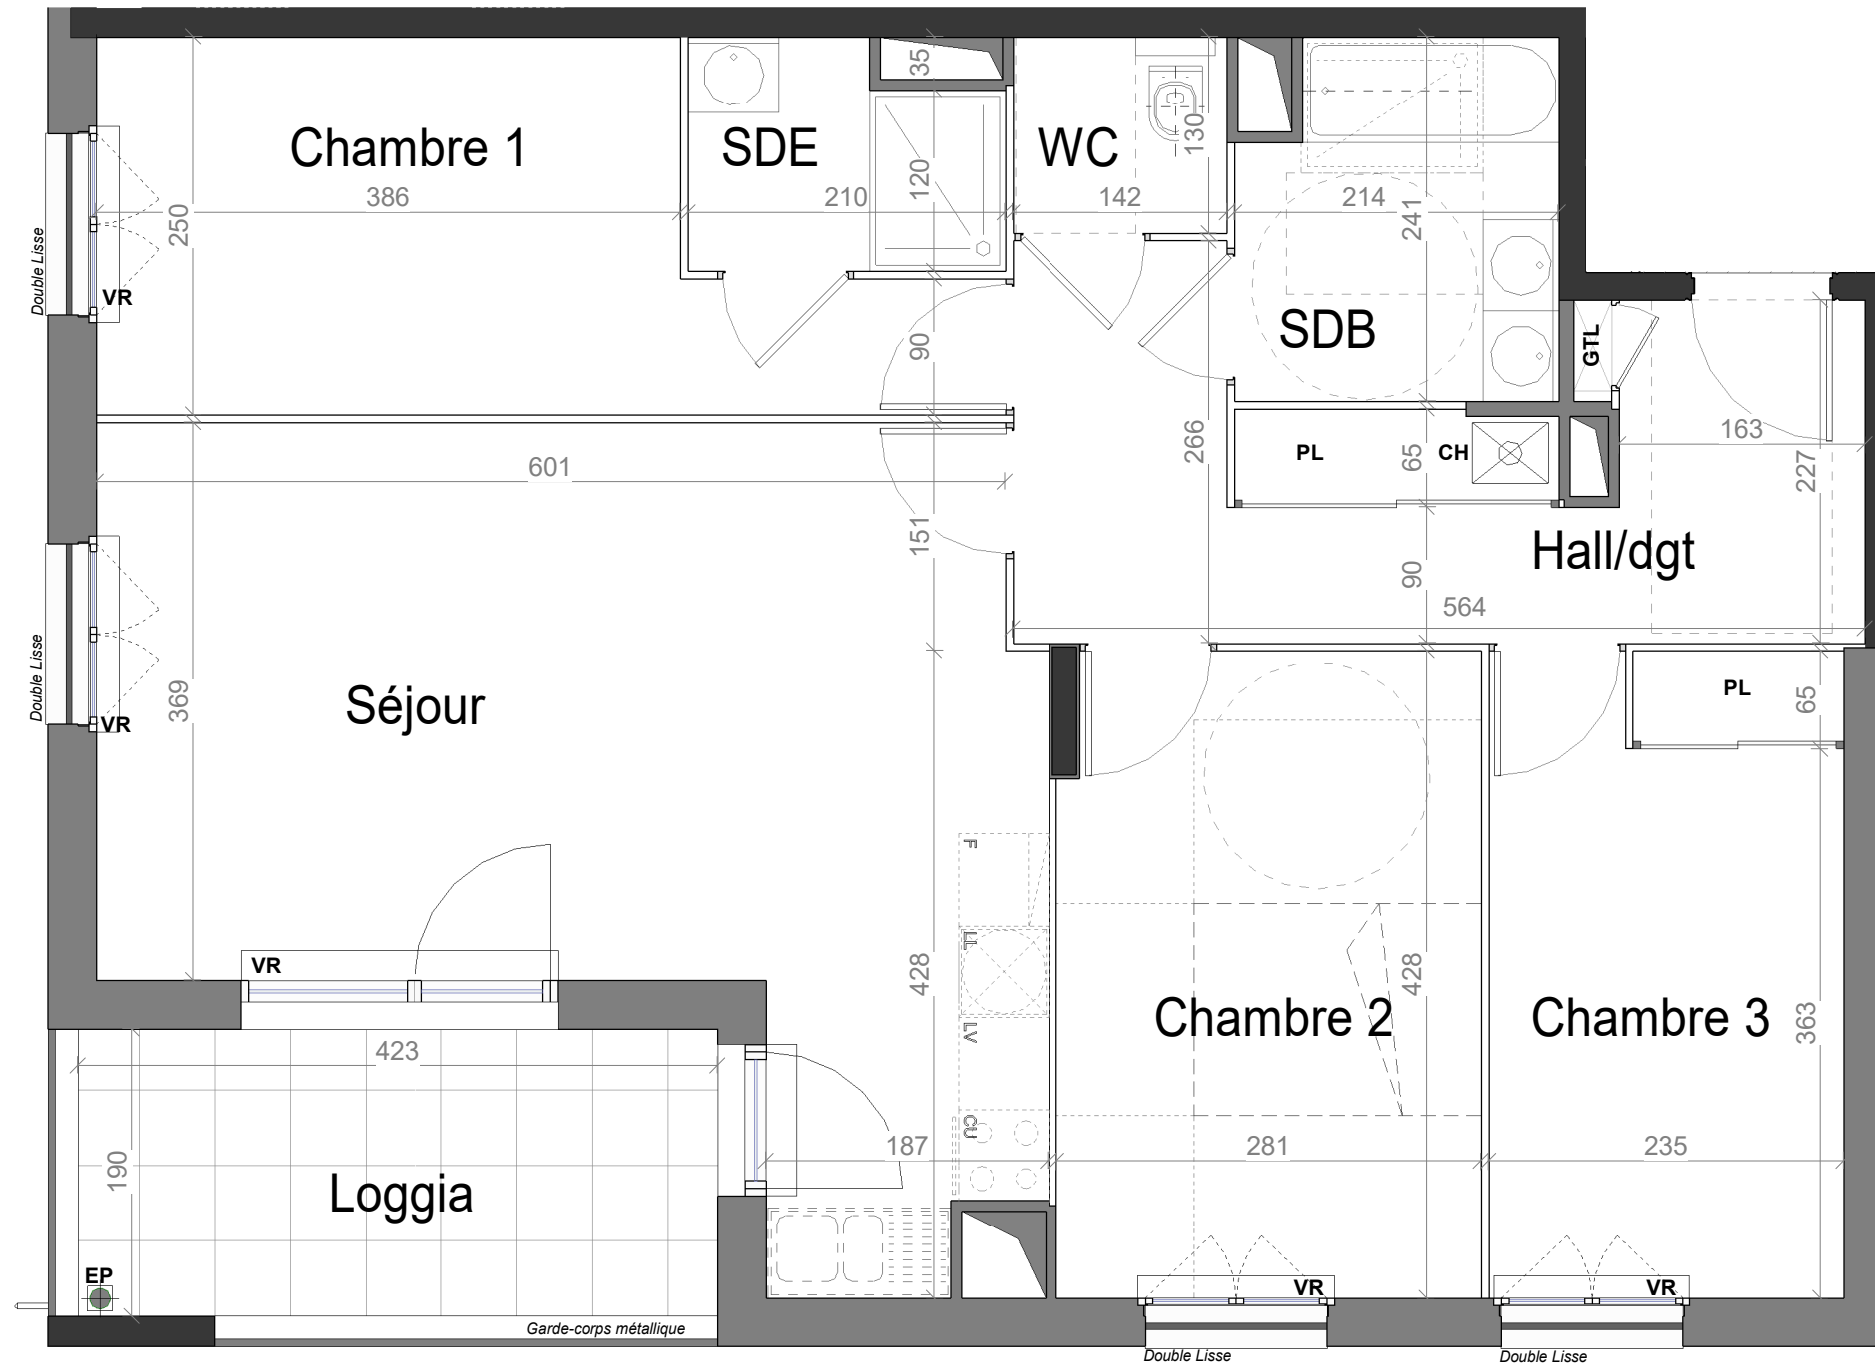 35
Chambre 1
SDE
WC
130
120
386
210
142
214
250
241
Double Lisse
VR
SDB
GTL
90
163
266
PL
CH
65
227
601
151
Hall/dgt
90
564
Double Lisse
VR
369
Séjour
PL
65
F
VR
LL
428
428
Chambre 2
Chambre 3
363
LV
423
CU
187
281
235
190
Loggia
EP
VR
VR
Garde-corps métallique
Double Lisse
Double Lisse